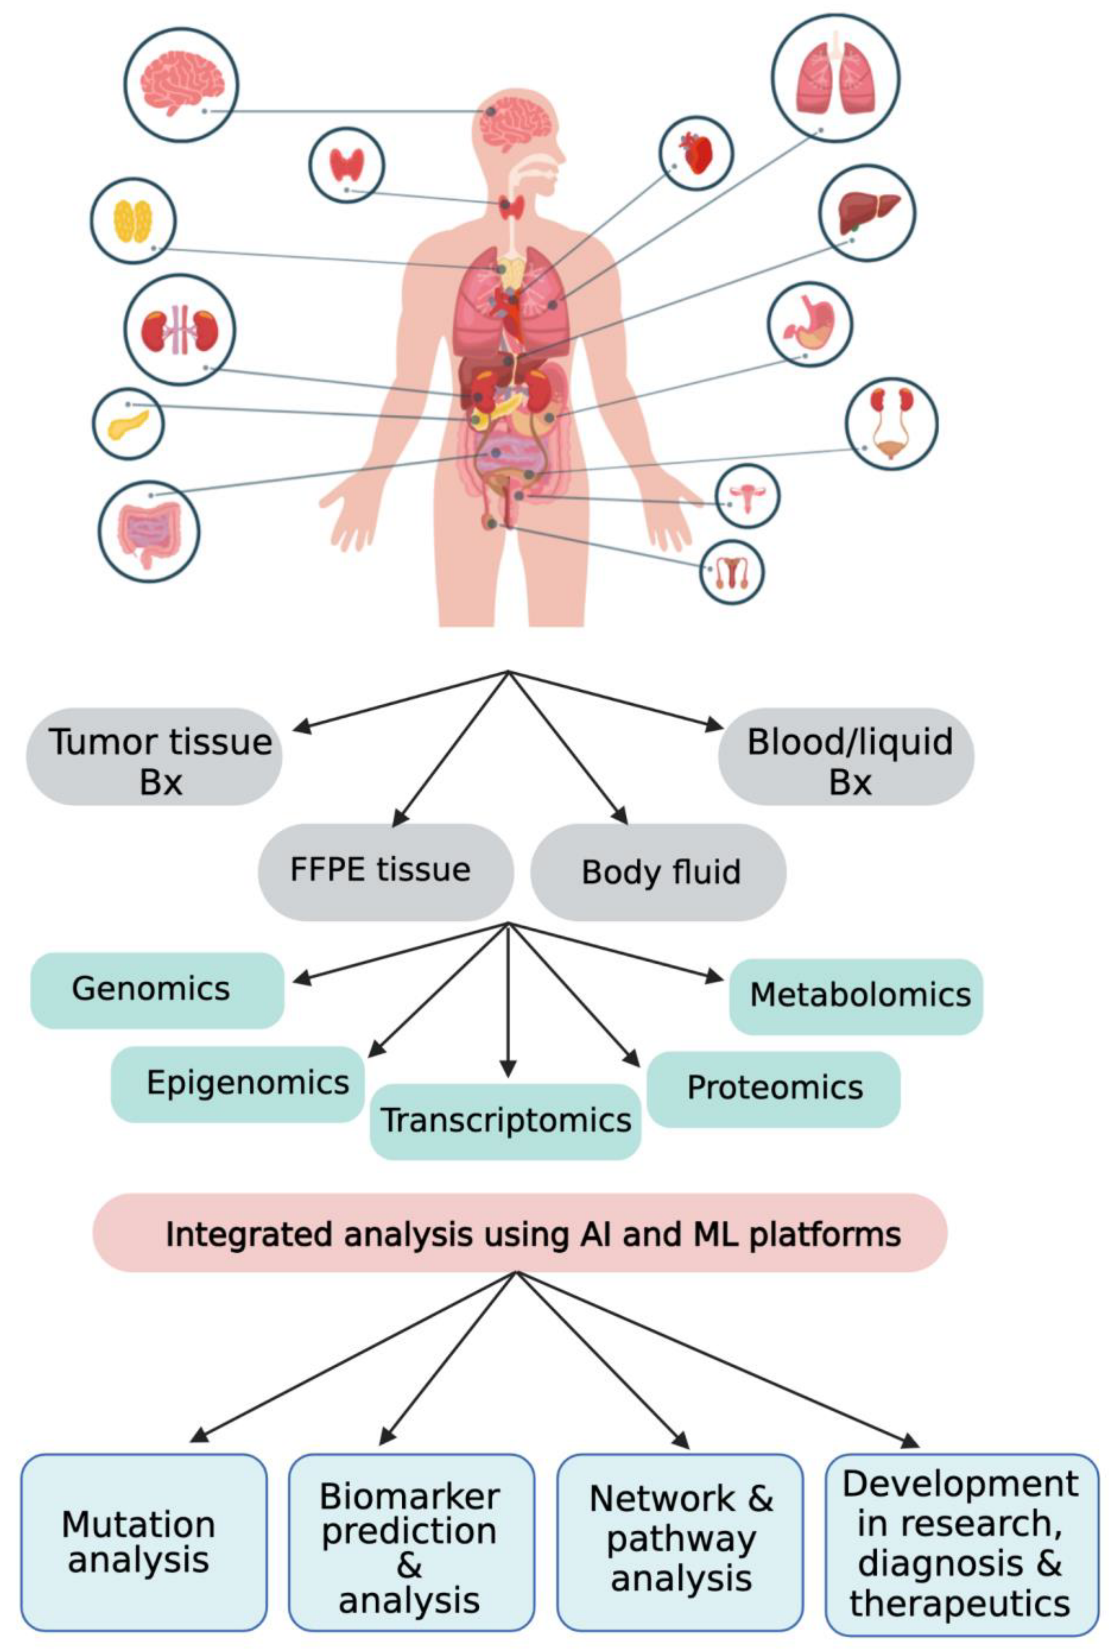 Tumor tissue
Bx
Blood/liquid
Bx
FFPE tissue
Body fluid
Genomics
Metabolomics
Epigenomics
Proteomics
Transcriptomics
Integrated analysis using AI and ML platforms
Mutation
analysis
Biomarker
prediction
&
analysis
Network &
pathway
analysis
Development
in research,
diagnosis &
therapeutics